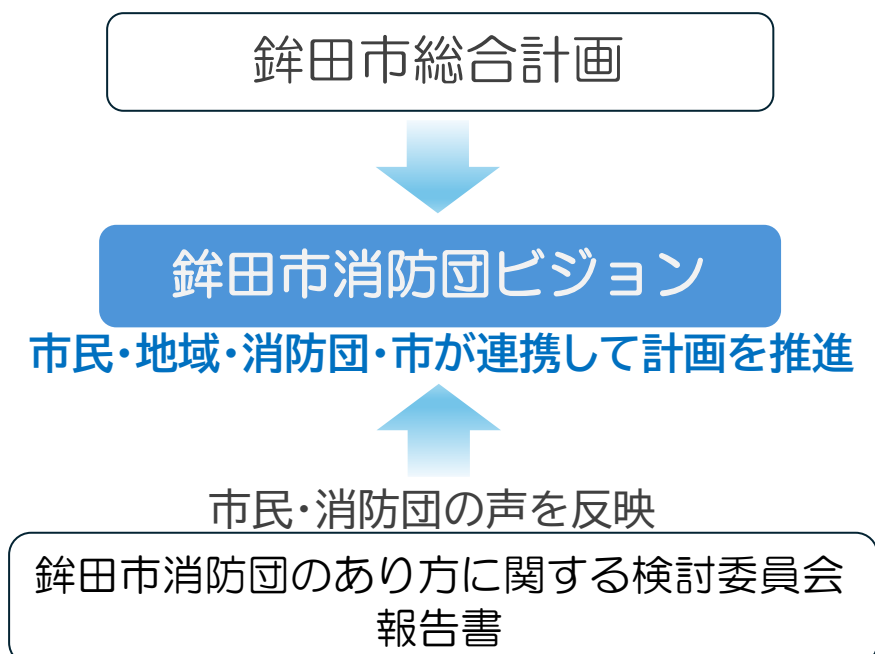 鉾田市総合計画
鉾田市消防団ビジョン
市民・地域・消防団・市が連携して計画を推進
市民・消防団の声を反映
鉾田市消防団のあり方に関する検討委員会
報告書